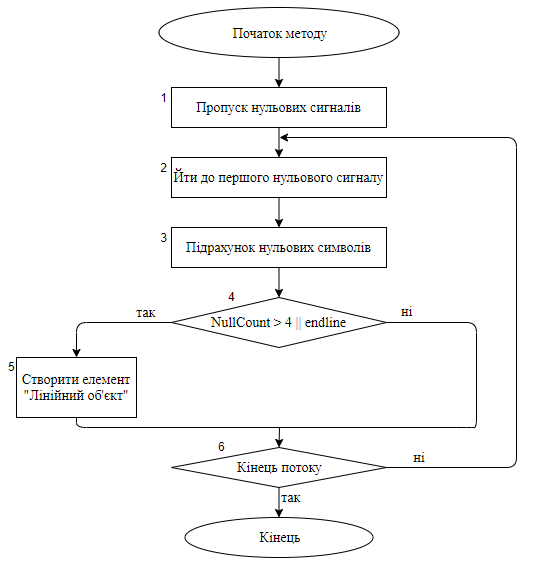 Початок методу
1
Пропуск нульових сигналів
2
Йти до першого нульового сигналу
3
Підрахунок нульових символів
4
так
NullCount > 4 || endline
ні
5
Створити елемент
"Лінійний об'єкт"
6
Кінець потоку
ні
так
Кінець